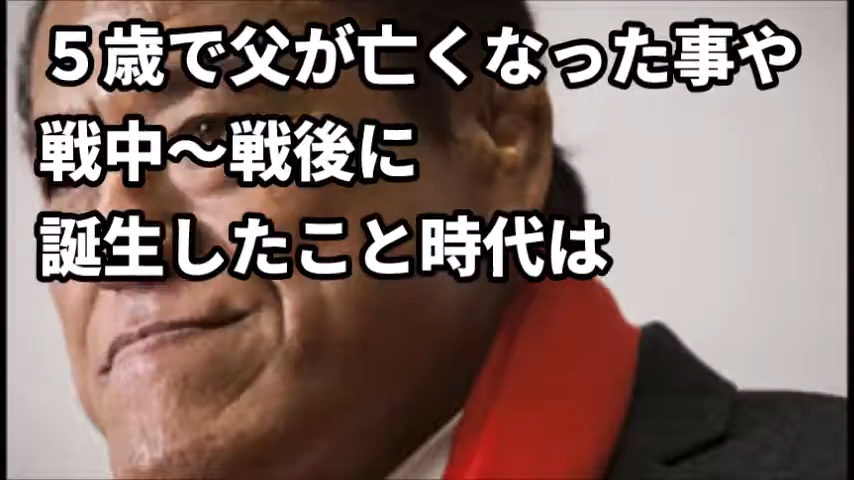 ５歳で父が亡くなった事や
戦中～戦後に
誕生したこと時代は